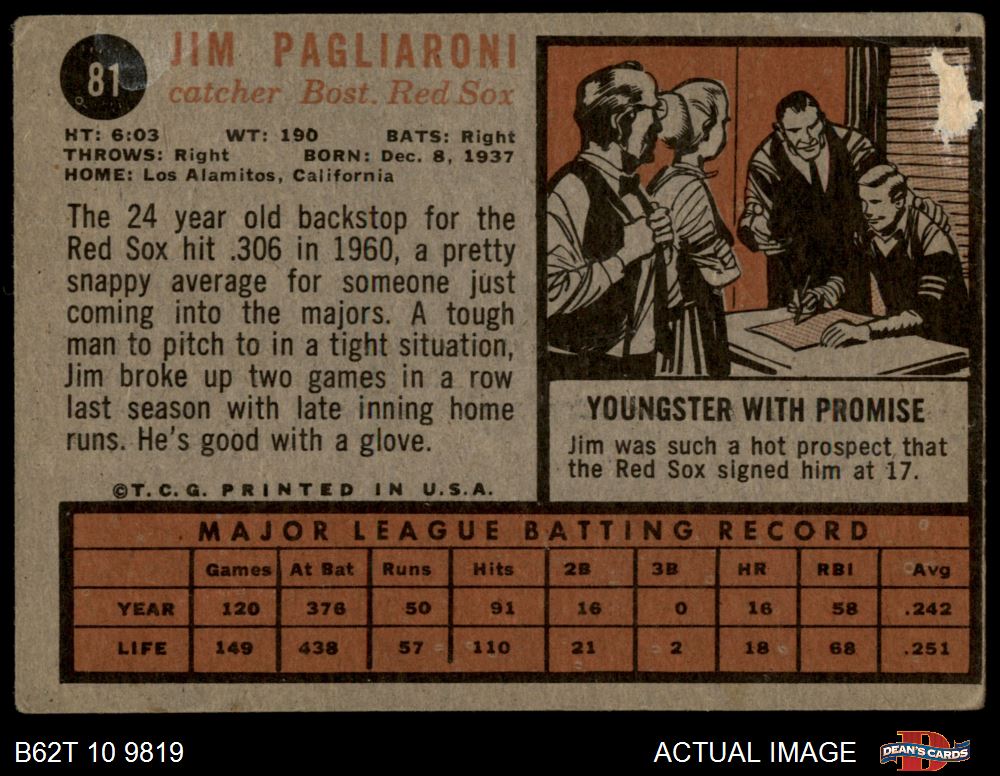 81
JIM PAGLIARONI
catcher Bost. Red Sox
HT: 6:03 WT: 190 BATS: Right
THROWS: Right BORN: Dec. 8, 1937
HOME: Los Alamitos, California
The 24 year old backstop for the
Red Sox hit .306 in 1960, a pretty
snappy average for someone just
coming into the majors. A tough
man to pitch to in a tight situation,
Jim broke up two games in a row
last season with late inning home
runs. He's good with a glove.
©T.C.G. PRINTED IN U.S.A.
YOUNGSTER WITH PROMISE
Jim was such a hot prospect that
the Red Sox signed him at 17.
MAJOR LEAGUE BATTING RECORD
Games At Bat Runs Hits 2B 3B HR RBI Avg
YEAR 120 376 50 91 16 0 16 58 .242
LIFE 149 438 57 110 21 2 18 68 .251
B62T 10 9819
ACTUAL IMAGE
D
DEAN'S CARDS